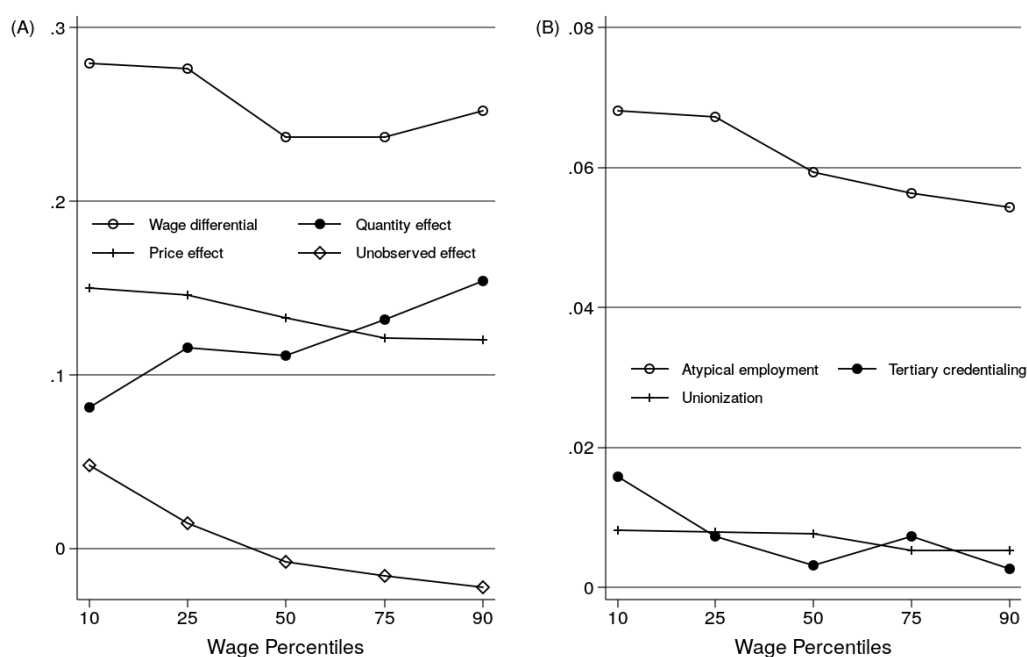 (A)
.3
.2
.1
0
Wage differential
Quantity effect
Price effect
Unobserved effect
10 25 50 75 90
Wage Percentiles
(B)
.08
.06
.04
.02
0
Atypical employment
Tertiary credentialing
Unionization
10 25 50 75 90
Wage Percentiles